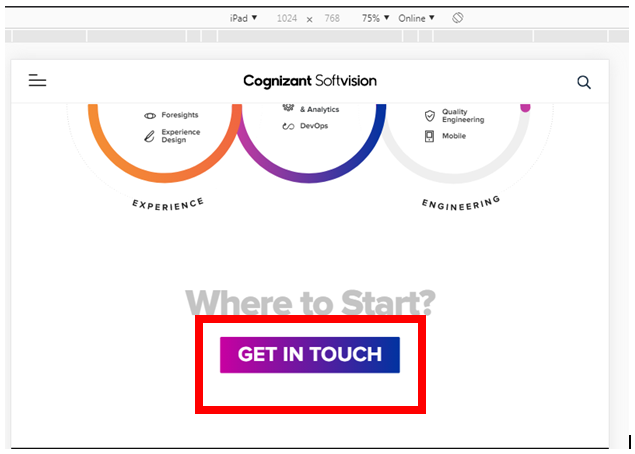 iPad ▼ 1024 × 768 75% ▼ Online ▼
Cognizant Softvision
Foresights
Experience
Design
& Analytics
DevOps
Quality
Engineering
Mobile
EXPERIENCE
ENGINEERING
Where to Start?
GET IN TOUCH